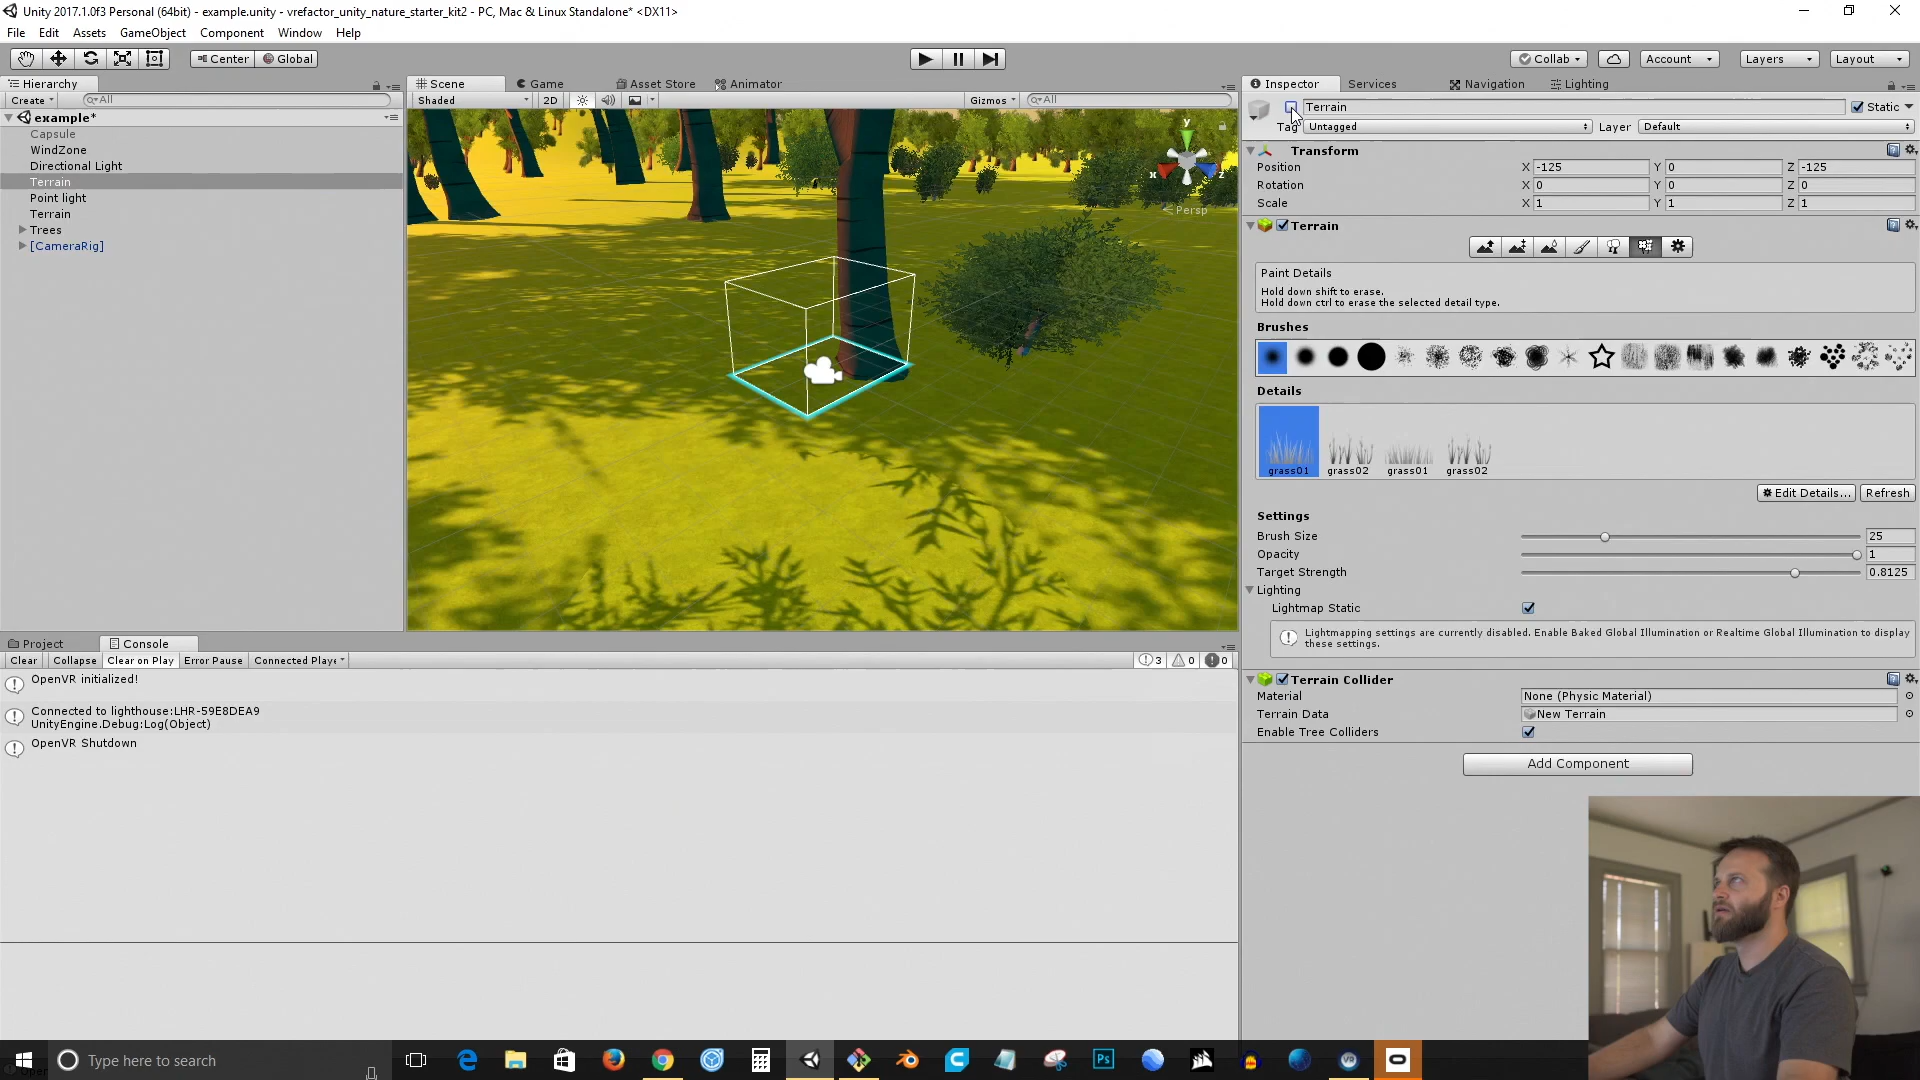 Unity 2017.1.0f3 Personal (64bit) - example.unity - vrefactor_unity_nature_starter_kit2 - PC, Mac & Linux Standalone* <DX11>
File Edit Assets GameObject Component Window Help
Center Global Collab Account Layers Layout
Hierarchy
Create All
example*
Capsule
WindZone
Directional Light
Terrain
Point light
Terrain
Trees
[CameraRig]
Scene Game Asset Store Animator
Shaded 2D Gizmos All
y
x z
Persp
Inspector Services Navigation Lighting
Terrain Static
Tag Untagged Layer Default
Transform
Position X -125 Y 0 Z -125
Rotation X 0 Y 0 Z 0
Scale X 1 Y 1 Z 1
Terrain
Paint Details
Hold down shift to erase.
Hold down ctrl to erase the selected detail type.
Brushes
Details
grass01 grass02 grass01 grass02
Edit Details... Refresh
Settings
Brush Size 25
Opacity 1
Target Strength 0.8125
Lighting
Lightmap Static
Lightmapping settings are currently disabled. Enable Baked Global Illumination or Realtime Global Illumination to display
these settings.
Terrain Collider
Material None (Physic Material)
Terrain Data New Terrain
Enable Tree Colliders
Add Component
Project Console
Clear Collapse Clear on Play Error Pause Connected Playe 3 0 0
OpenVR initialized!
Connected to lighthouse:LHR-59E8DEA9
UnityEngine.Debug:Log(Object)
OpenVR Shutdown
Type here to search
Ps
VR